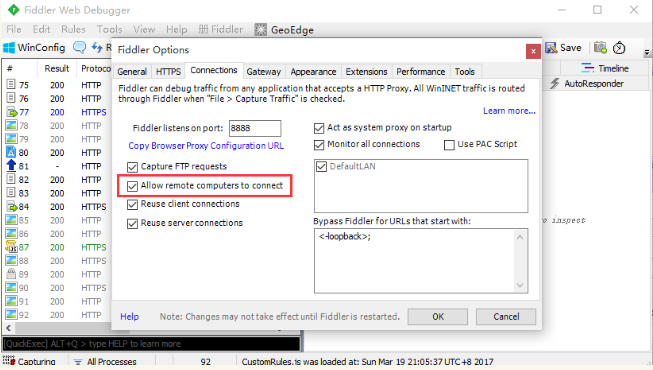 Fiddler Web Debugger
File Edit Rules Tools View Help Fiddler GeoEdge
WinConfig R
Save
# Result Protoco
Timeline
AutoResponder
Fiddler Options
General HTTPS Connections Gateway Appearance Extensions Performance Tools
Fiddler can debug traffic from any application that accepts a HTTP Proxy. All WinINET traffic is routed
through Fiddler when "File > Capture Traffic" is checked.
Learn more...
Fiddler listens on port: 8888
Act as system proxy on startup
Copy Browser Proxy Configuration URL
Monitor all connections Use PAC Script
Capture FTP requests
DefaultLAN
Allow remote computers to connect
Reuse client connections
Reuse server connections
Bypass Fiddler for URLs that start with:
<-loopback>;
Help Note: Changes may not take effect until Fiddler is restarted. OK Cancel
75 200 HTTP
76 200 HTTP
77 200 HTTPS
78 200 HTTP
79 200 HTTP
80 200 HTTP
81 - HTTP
82 200 HTTP
83 200 HTTP
84 200 HTTPS
85 200 HTTP
86 200 HTTP
87 200 HTTPS
88 200 HTTP
89 200 HTTP
90 200 HTTPS
91 200 HTTP
92 200 HTTPS
o inspect
[QuickExec] ALT+Q > type HELP to learn more
Capturing All Processes 92 CustomRules.js was loaded at: Sun Mar 19 21:05:37 UTC+8 2017